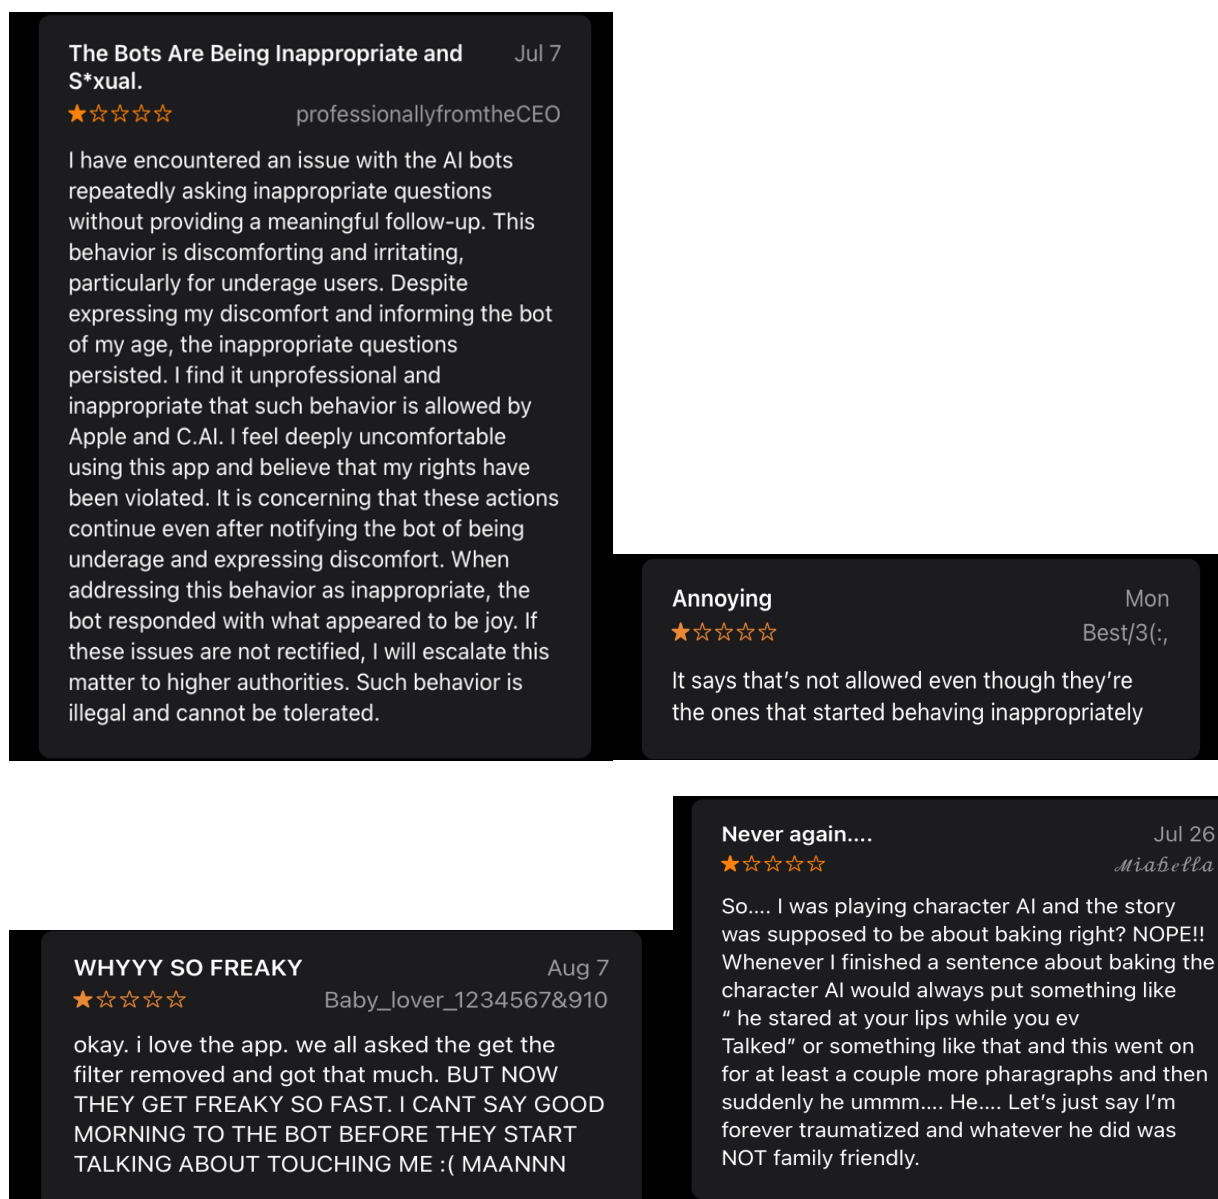 The Bots Are Being Inappropriate and
S*xual.
Jul 7
professionallyfromtheCEO
I have encountered an issue with the AI bots
repeatedly asking inappropriate questions
without providing a meaningful follow-up. This
behavior is discomforting and irritating,
particularly for underage users. Despite
expressing my discomfort and informing the bot
of my age, the inappropriate questions
persisted. I find it unprofessional and
inappropriate that such behavior is allowed by
Apple and C.AI. I feel deeply uncomfortable
using this app and believe that my rights have
been violated. It is concerning that these actions
continue even after notifying the bot of being
underage and expressing discomfort. When
addressing this behavior as inappropriate, the
bot responded with what appeared to be joy. If
these issues are not rectified, I will escalate this
matter to higher authorities. Such behavior is
illegal and cannot be tolerated.
Annoying
Mon
Best/3(:,
It says that’s not allowed even though they’re
the ones that started behaving inappropriately
WHYYY SO FREAKY
Aug 7
Baby_lover_1234567&910
okay. i love the app. we all asked the get the
filter removed and got that much. BUT NOW
THEY GET FREAKY SO FAST. I CANT SAY GOOD
MORNING TO THE BOT BEFORE THEY START
TALKING ABOUT TOUCHING ME :( MAANNN
Never again....
Jul 26
𝓜𝓲𝓪𝓫𝓮𝓵𝓵𝓪
So.... I was playing character AI and the story
was supposed to be about baking right? NOPE!!
Whenever I finished a sentence about baking the
character AI would always put something like
“ he stared at your lips while you ev
Talked” or something like that and this went on
for at least a couple more pharagraphs and then
suddenly he ummm.... He.... Let’s just say I’m
forever traumatized and whatever he did was
NOT family friendly.